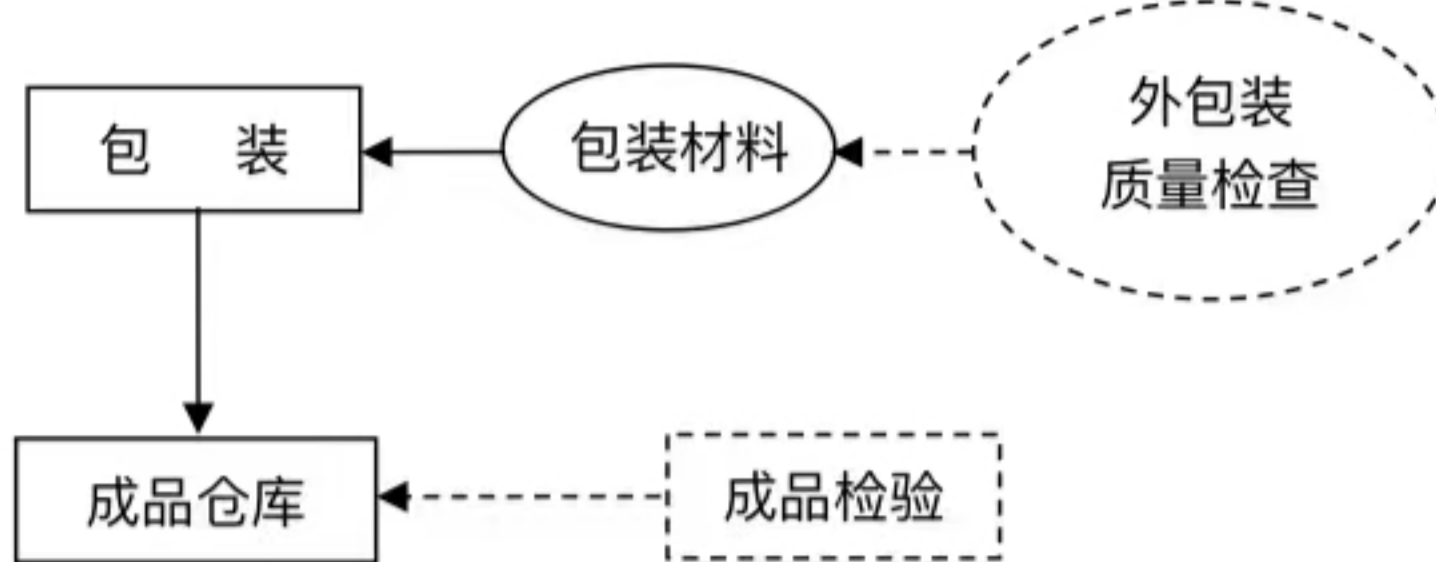 包 装
包装材料
外包装
质量检查
成品仓库
成品检验